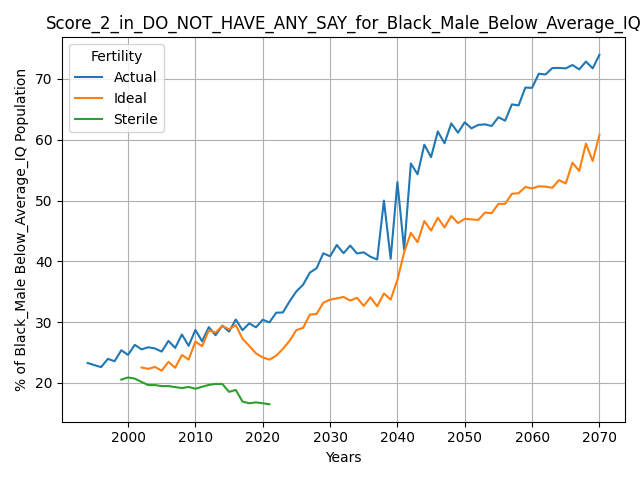 Score_2_in_DO_NOT_HAVE_ANY_SAY_for_Black_Male_Below_Average_IQ
Fertility
Actual
Ideal
Sterile
% of Black_Male Below_Average_IQ Population
70
60
50
40
30
20
2000 2010 2020 2030 2040 2050 2060 2070
Years